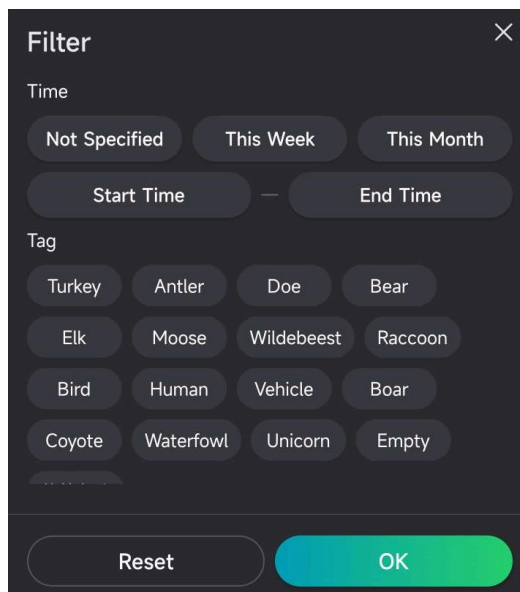 Filter
Time
Not Specified This Week This Month
Start Time — End Time
Tag
Turkey Antler Doe Bear
Elk Moose Wildebeest Raccoon
Bird Human Vehicle Boar
Coyote Waterfowl Unicorn Empty
Reset OK